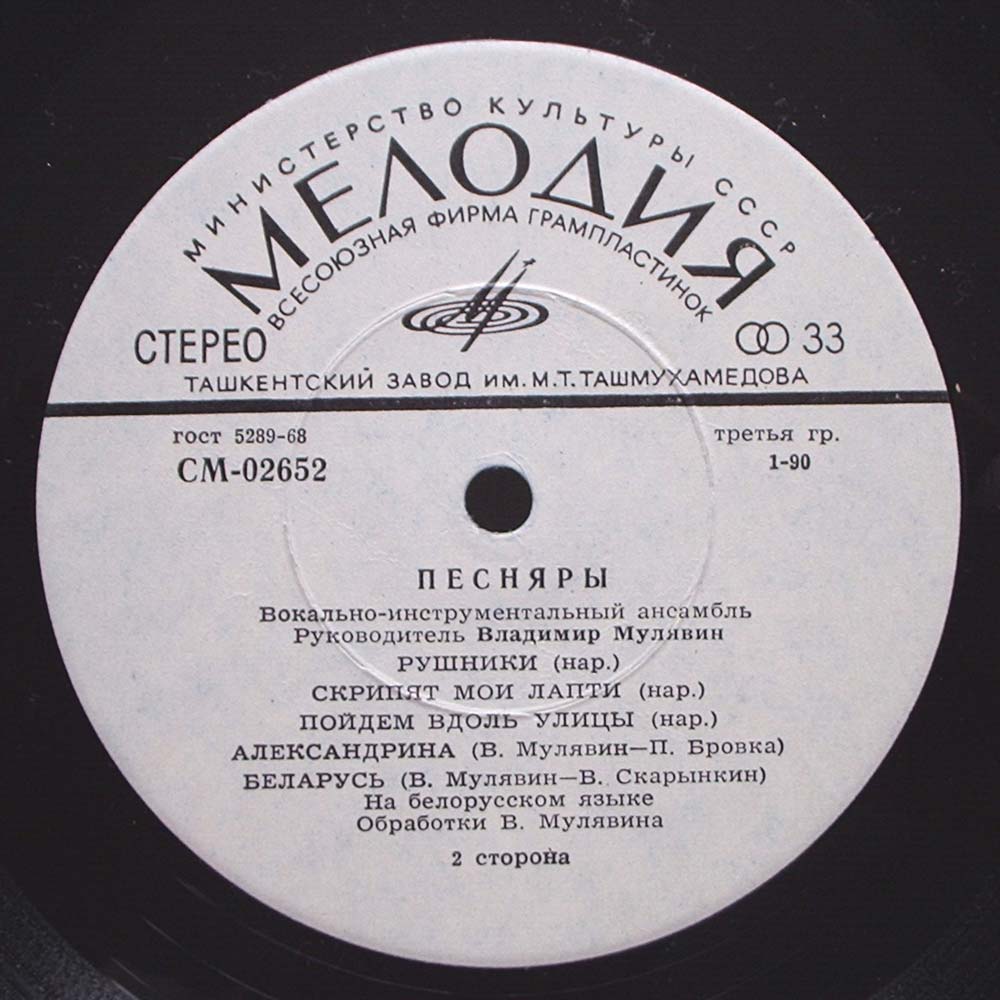 МИНИСТЕРСТВО КУЛЬТУРЫ СССР
МЕЛОДИЯ
ВСЕСОЮЗНАЯ ФИРМА ГРАМПЛАСТИНОК
СТЕРЕО
33
ТАШКЕНТСКИЙ ЗАВОД ИМ. М.Т. ТАШМУХАМЕДОВА
гост 5289-68
третья гр.
СМ-02652
1-90
ПЕСНЯРЫ
Вокально-инструментальный ансамбль
Руководитель Владимир Мулявин
РУШНИКИ (нар.)
СКРИПЯТ МОИ ЛАПТИ (нар.)
ПОЙДЕМ ВДОЛЬ УЛИЦЫ (нар.)
АЛЕКСАНДРИНА (В. Мулявин—П. Бровка)
БЕЛАРУСЬ (В. Мулявин—В. Скарынкин)
На белорусском языке
Обработки В. Мулявина
2 сторона